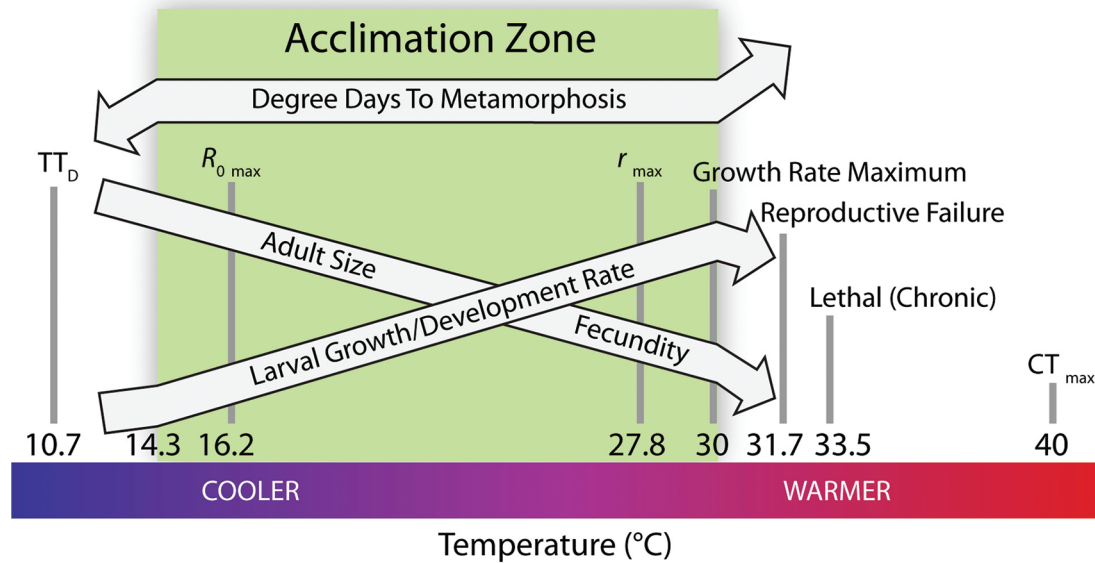 Acclimation Zone
Degree Days To Metamorphosis
TT D
R 0 max
r max
Growth Rate Maximum
Reproductive Failure
Adult Size
Larval Growth/Development Rate
Fecundity
Lethal (Chronic)
CT max
10.7 14.3 16.2 27.8 30 31.7 33.5 40
COOLER WARMER
Temperature (°C)